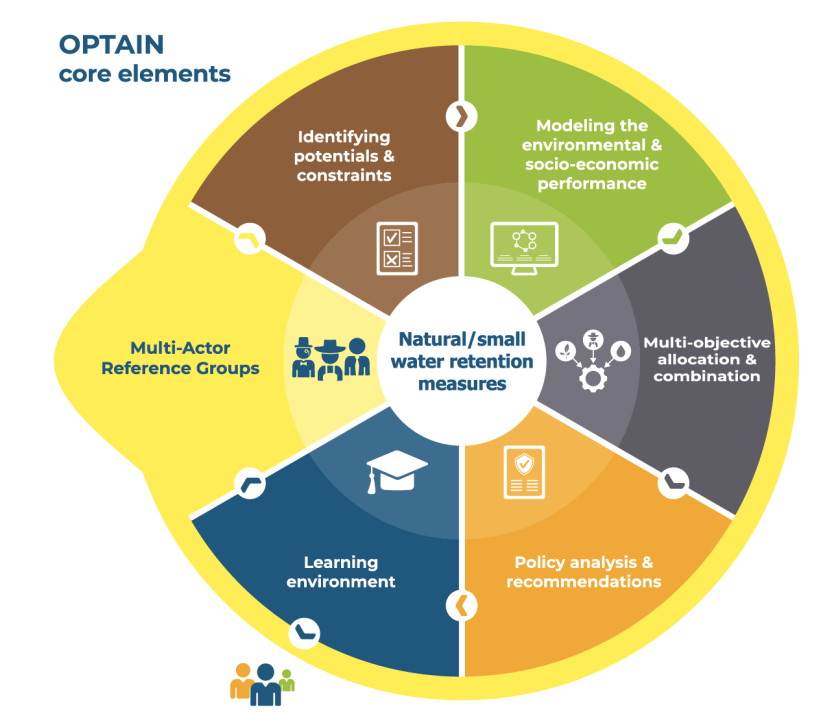 OPTAIN
core elements
Identifying
potentials &
constraints
Modeling the
environmental &
socio-economic
performance
Multi-objective
allocation &
combination
Policy analysis &
recommendations
Learning
environment
Multi-Actor
Reference Groups
Natural/small
water retention
measures